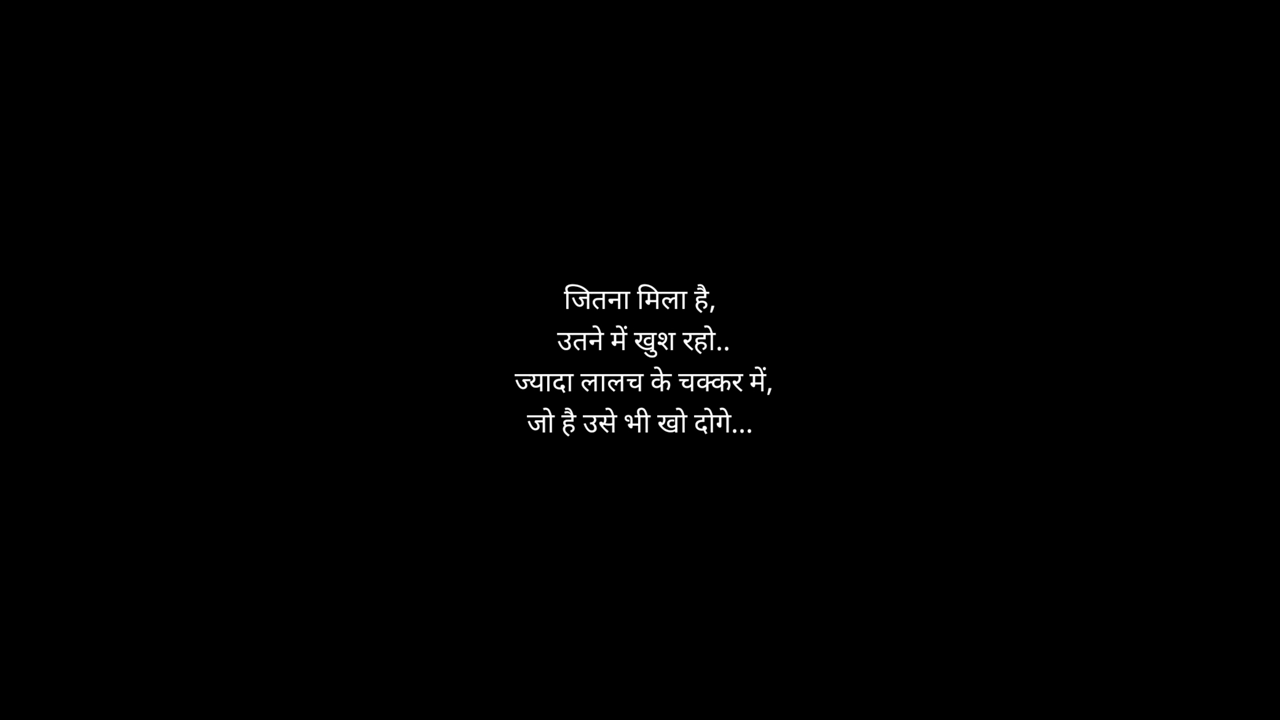 जितना मिला है,
उतने में खुश रहो..
ज्यादा लालच के चक्कर में,
जो है उसे भी खो दोगे...